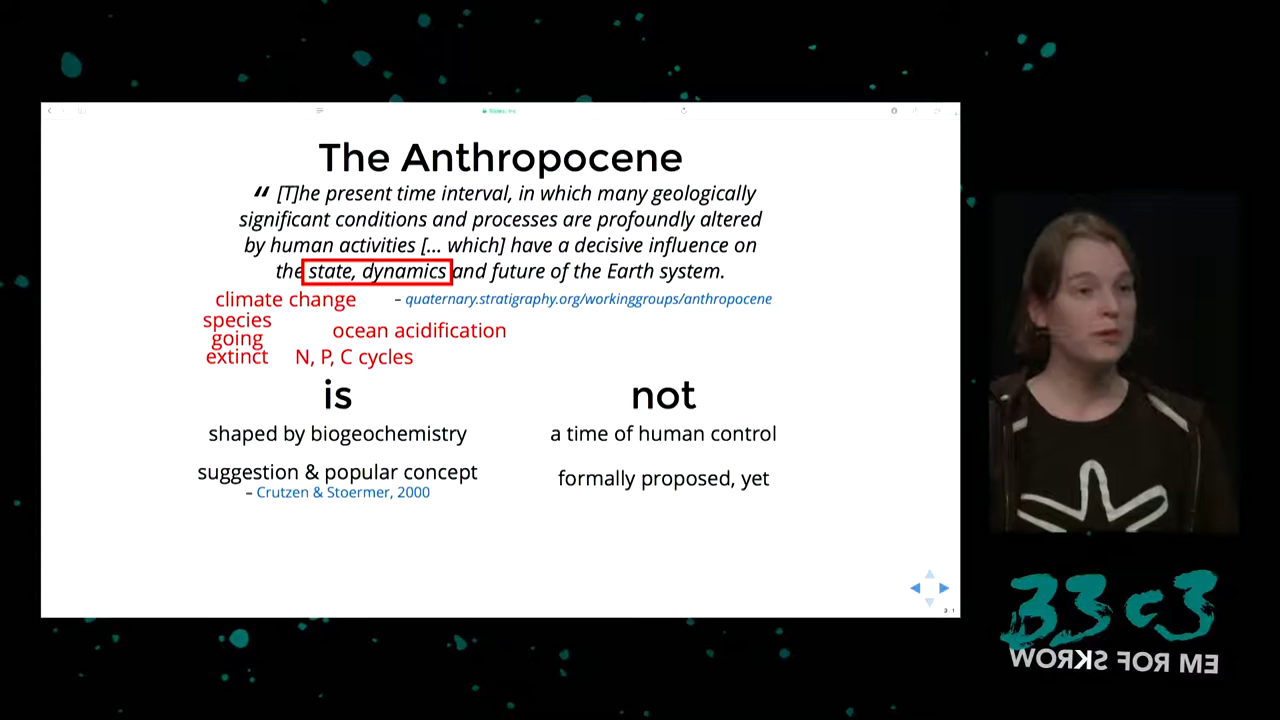 The Anthropocene
“ [T]he present time interval, in which many geologically
significant conditions and processes are profoundly altered
by human activities [... which] have a decisive influence on
the state, dynamics and future of the Earth system.
– quaternary.stratigraphy.org/workinggroups/anthropocene
climate change
species
going
extinct
ocean acidification
N, P, C cycles
is
not
shaped by biogeochemistry
a time of human control
suggestion & popular concept
– Crutzen & Stoermer, 2000
formally proposed, yet
3.1
33c3
WORKS FOR ME